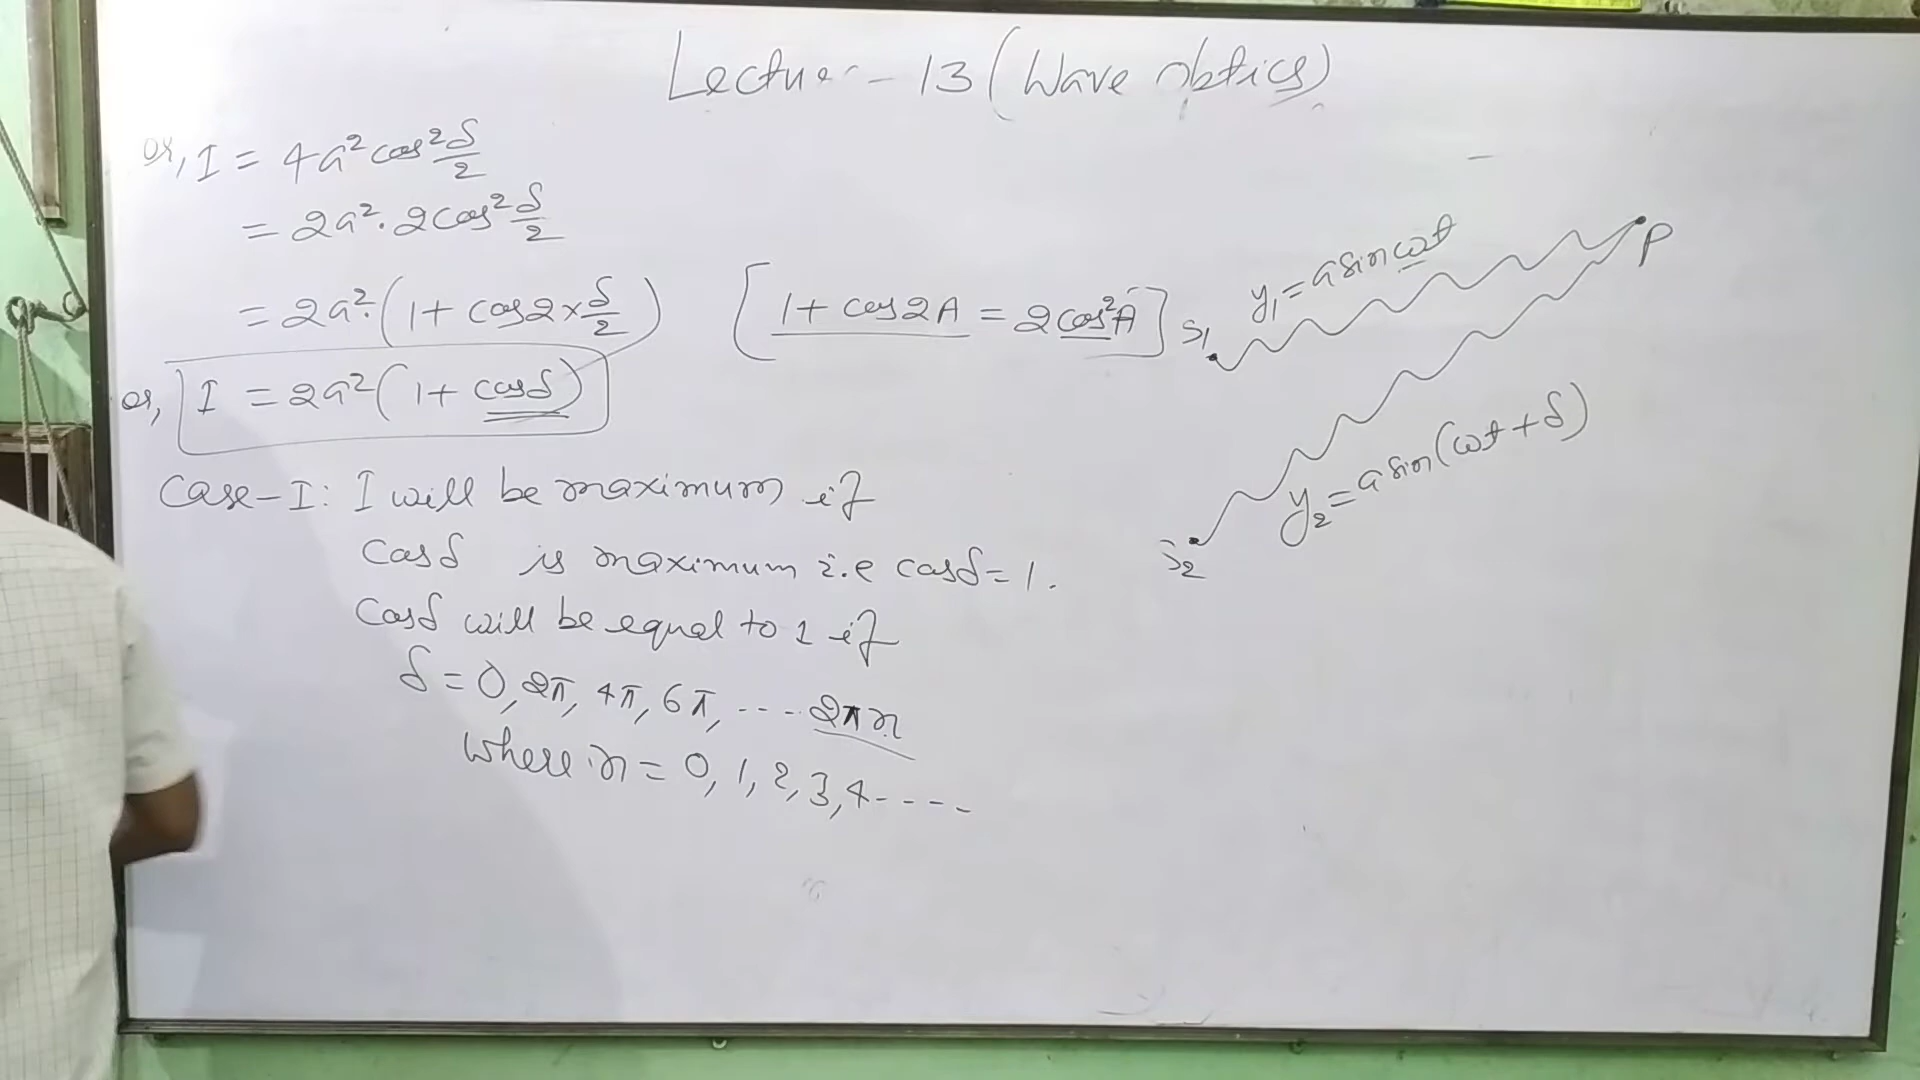 Lecture - 13 (Wave optics)
or, I = 4a² cos² δ/2
= 2a². 2cos² δ/2
= 2a². (1 + cos2 × δ/2) [1 + cos2A = 2cos²A]
or, I = 2a² (1 + cosδ)
Case-I: I will be maximum if
Cosδ is maximum i.e cosδ = 1.
Cosδ will be equal to 1 if
δ = 0, 2π, 4π, 6π, ---- 2πn
where n = 0, 1, 2, 3, 4 ----
y₁ = a sin ωt
P
S₁
y₂ = a sin (ωt + δ)
S₂